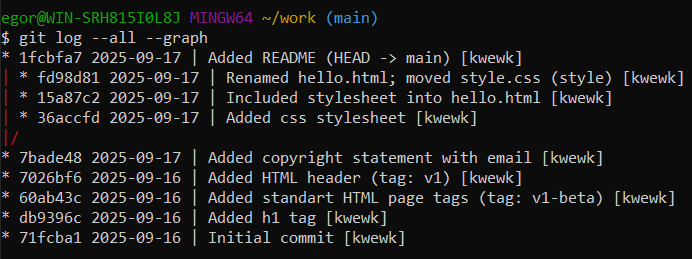 egor@WIN-SRH815I0L8J MINGW64 ~/work (main)
$ git log --all --graph
* 1fcbfa7 2025-09-17 | Added README (HEAD -> main) [kwewk]
| * fd98d81 2025-09-17 | Renamed hello.html; moved style.css (style) [kwewk]
| * 15a87c2 2025-09-17 | Included stylesheet into hello.html [kwewk]
| * 36accfd 2025-09-17 | Added css stylesheet [kwewk]
|/
* 7bade48 2025-09-17 | Added copyright statement with email [kwewk]
* 7026bf6 2025-09-16 | Added HTML header (tag: v1) [kwewk]
* 60ab43c 2025-09-16 | Added standart HTML page tags (tag: v1-beta) [kwewk]
* db9396c 2025-09-16 | Added h1 tag [kwewk]
* 71fcba1 2025-09-16 | Initial commit [kwewk]